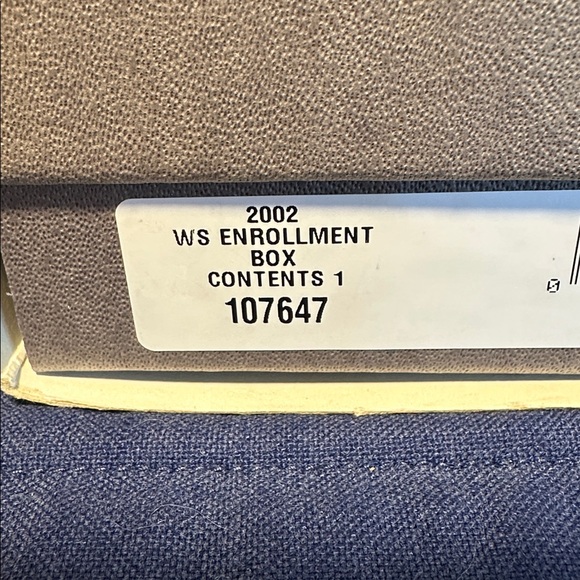 2002
WS ENROLLMENT
BOX
CONTENTS 1
107647